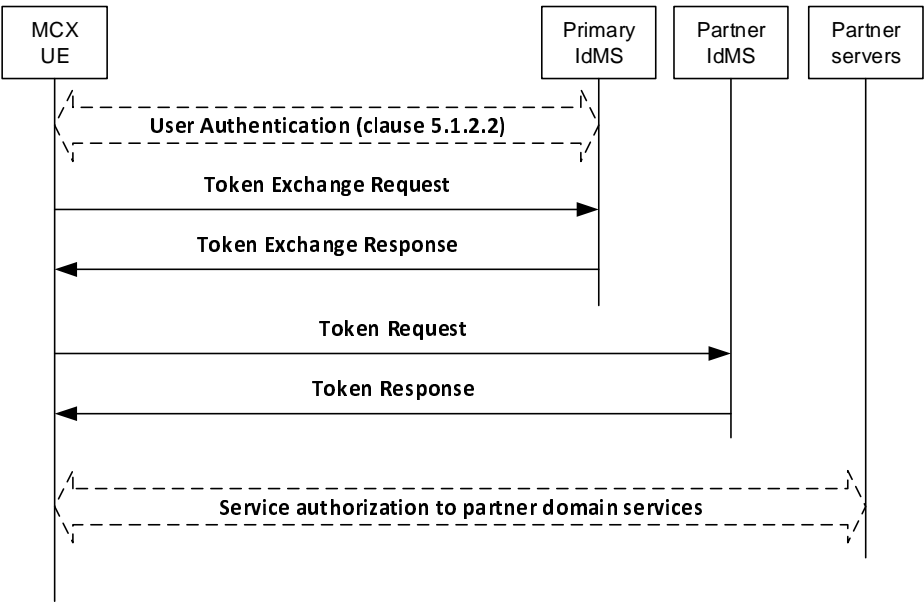 MCX
UE
Primary
IdMS
Partner
IdMS
Partner
servers
User Authentication (clause 5.1.2.2)
Token Exchange Request
Token Exchange Response
Token Request
Token Response
Service authorization to partner domain services